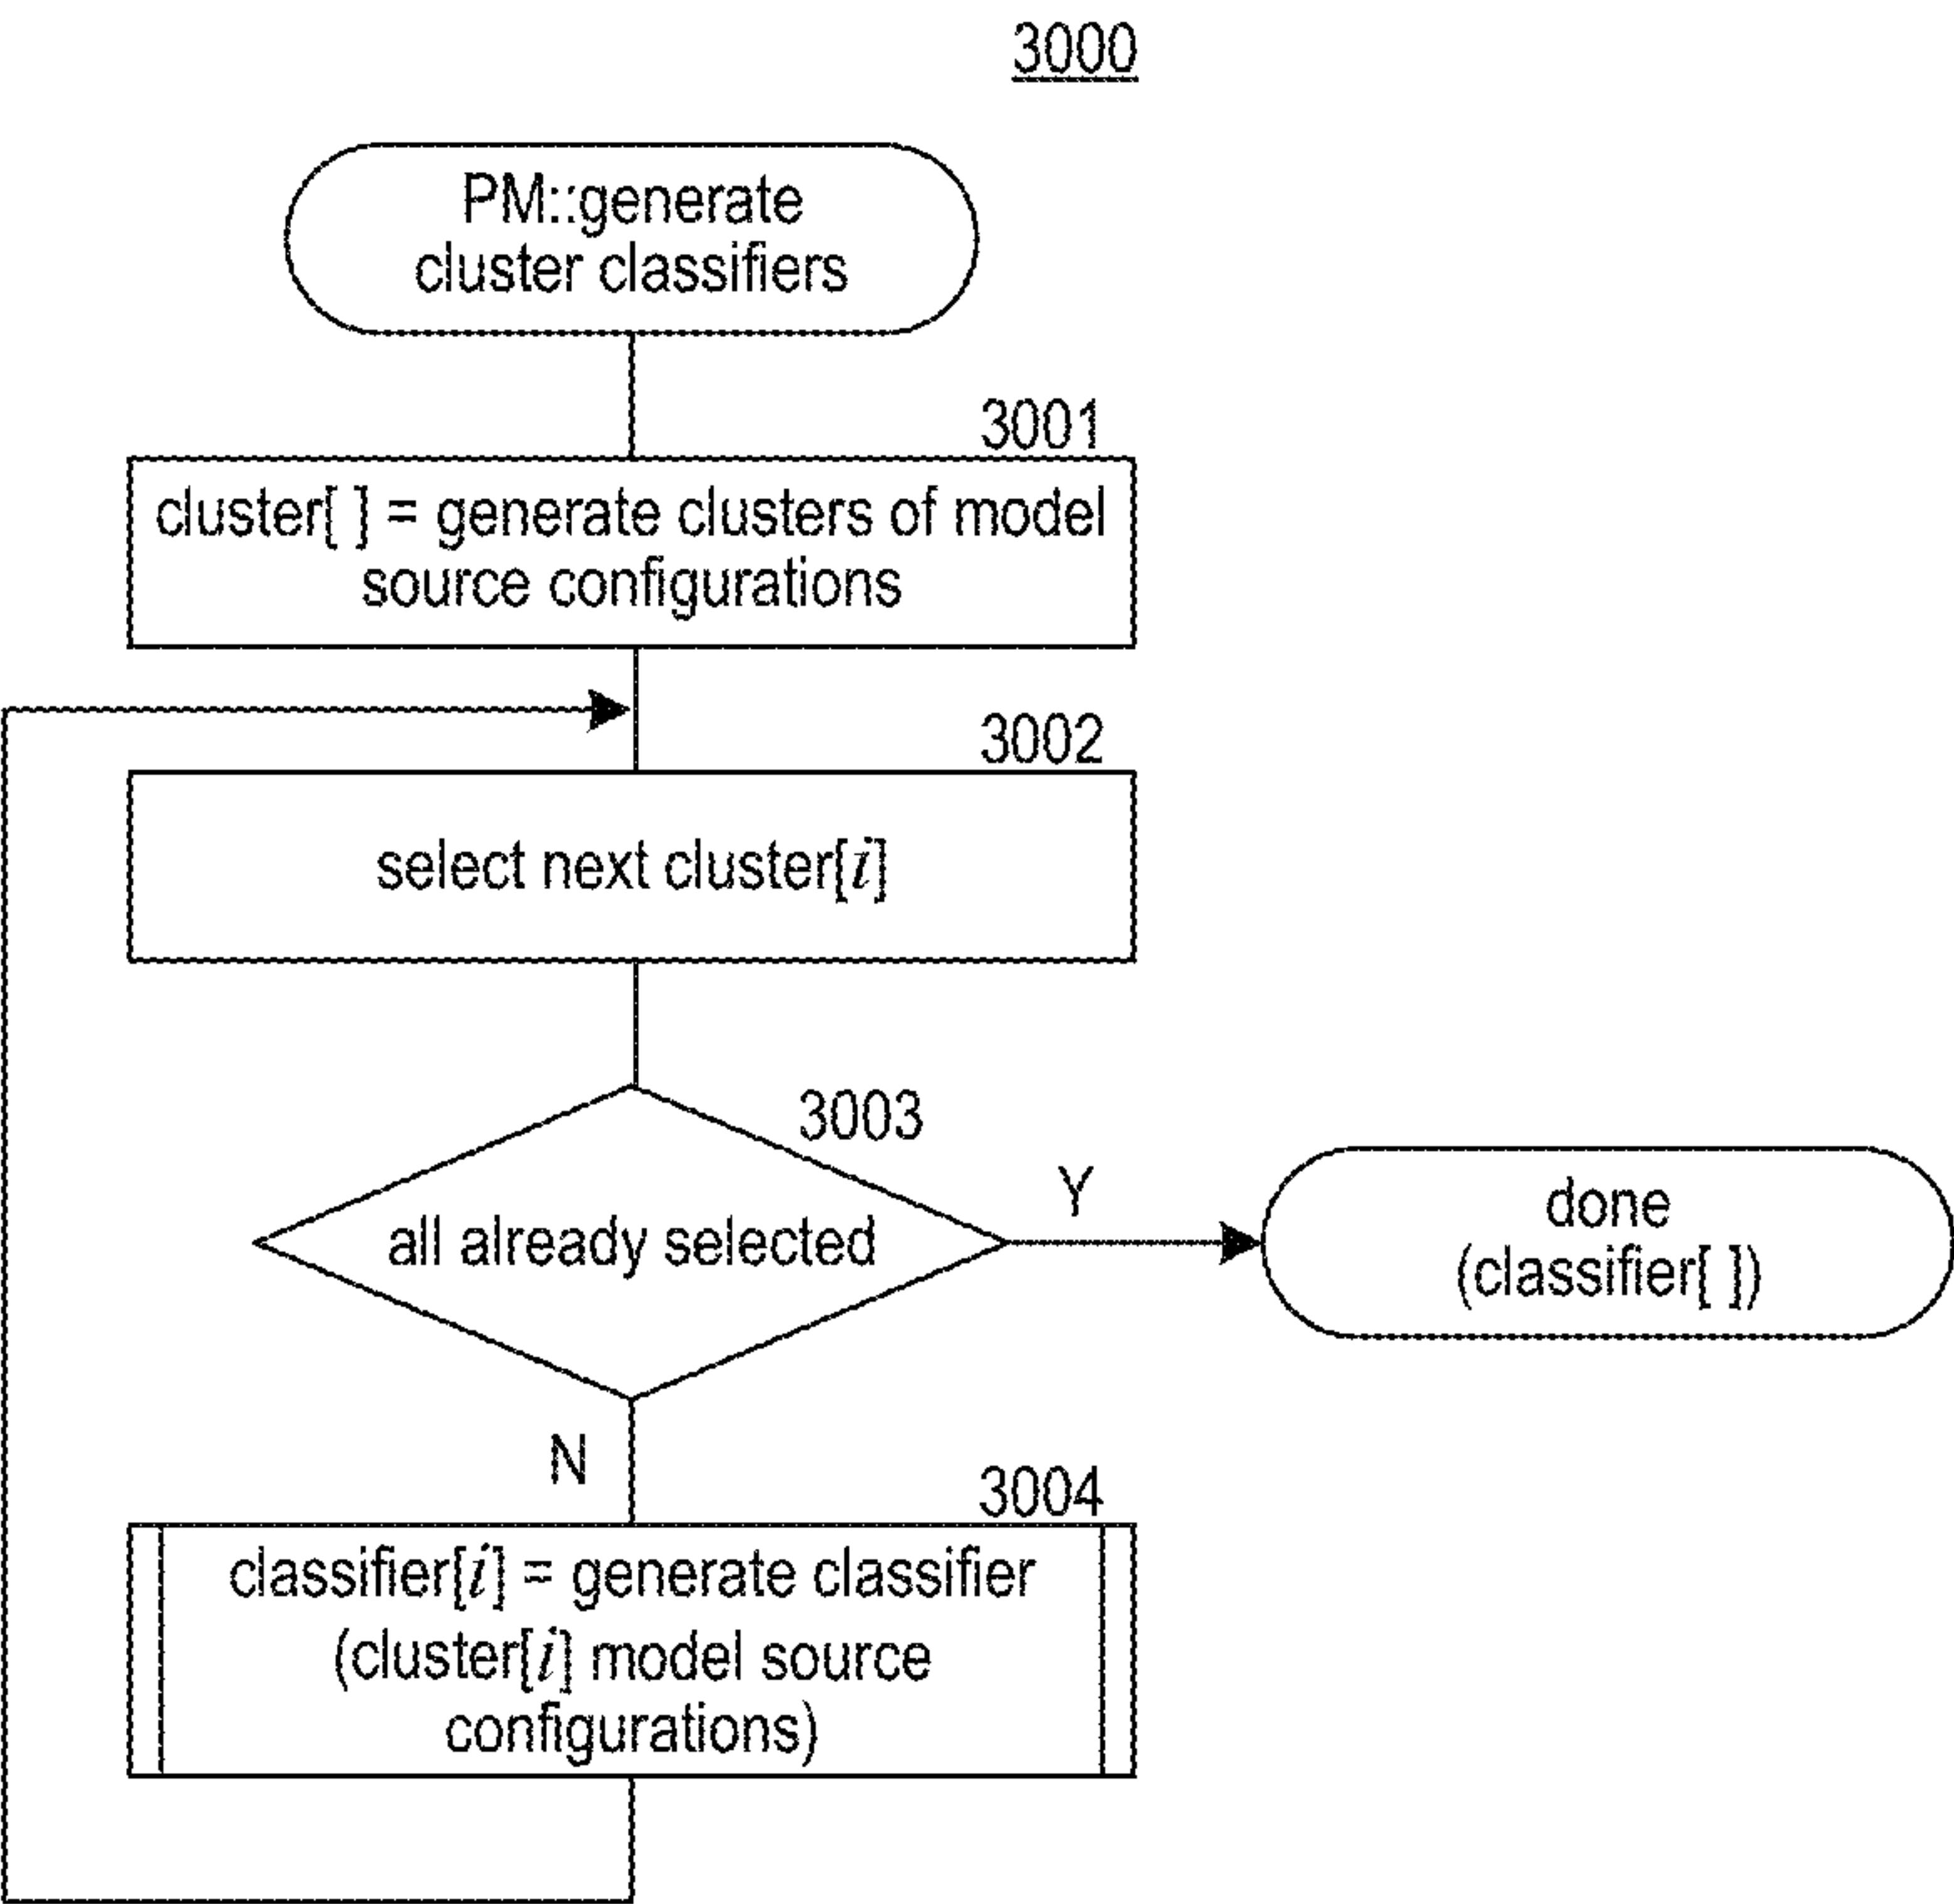 3000
PM::generate
cluster classifiers
3001
cluster[ ] = generate clusters of model
source configurations
3002
select next cluster[i]
3003
all already selected
Y
done
(classifier[ ])
N
3004
classifier[i] = generate classifier
(cluster[i] model source
configurations)